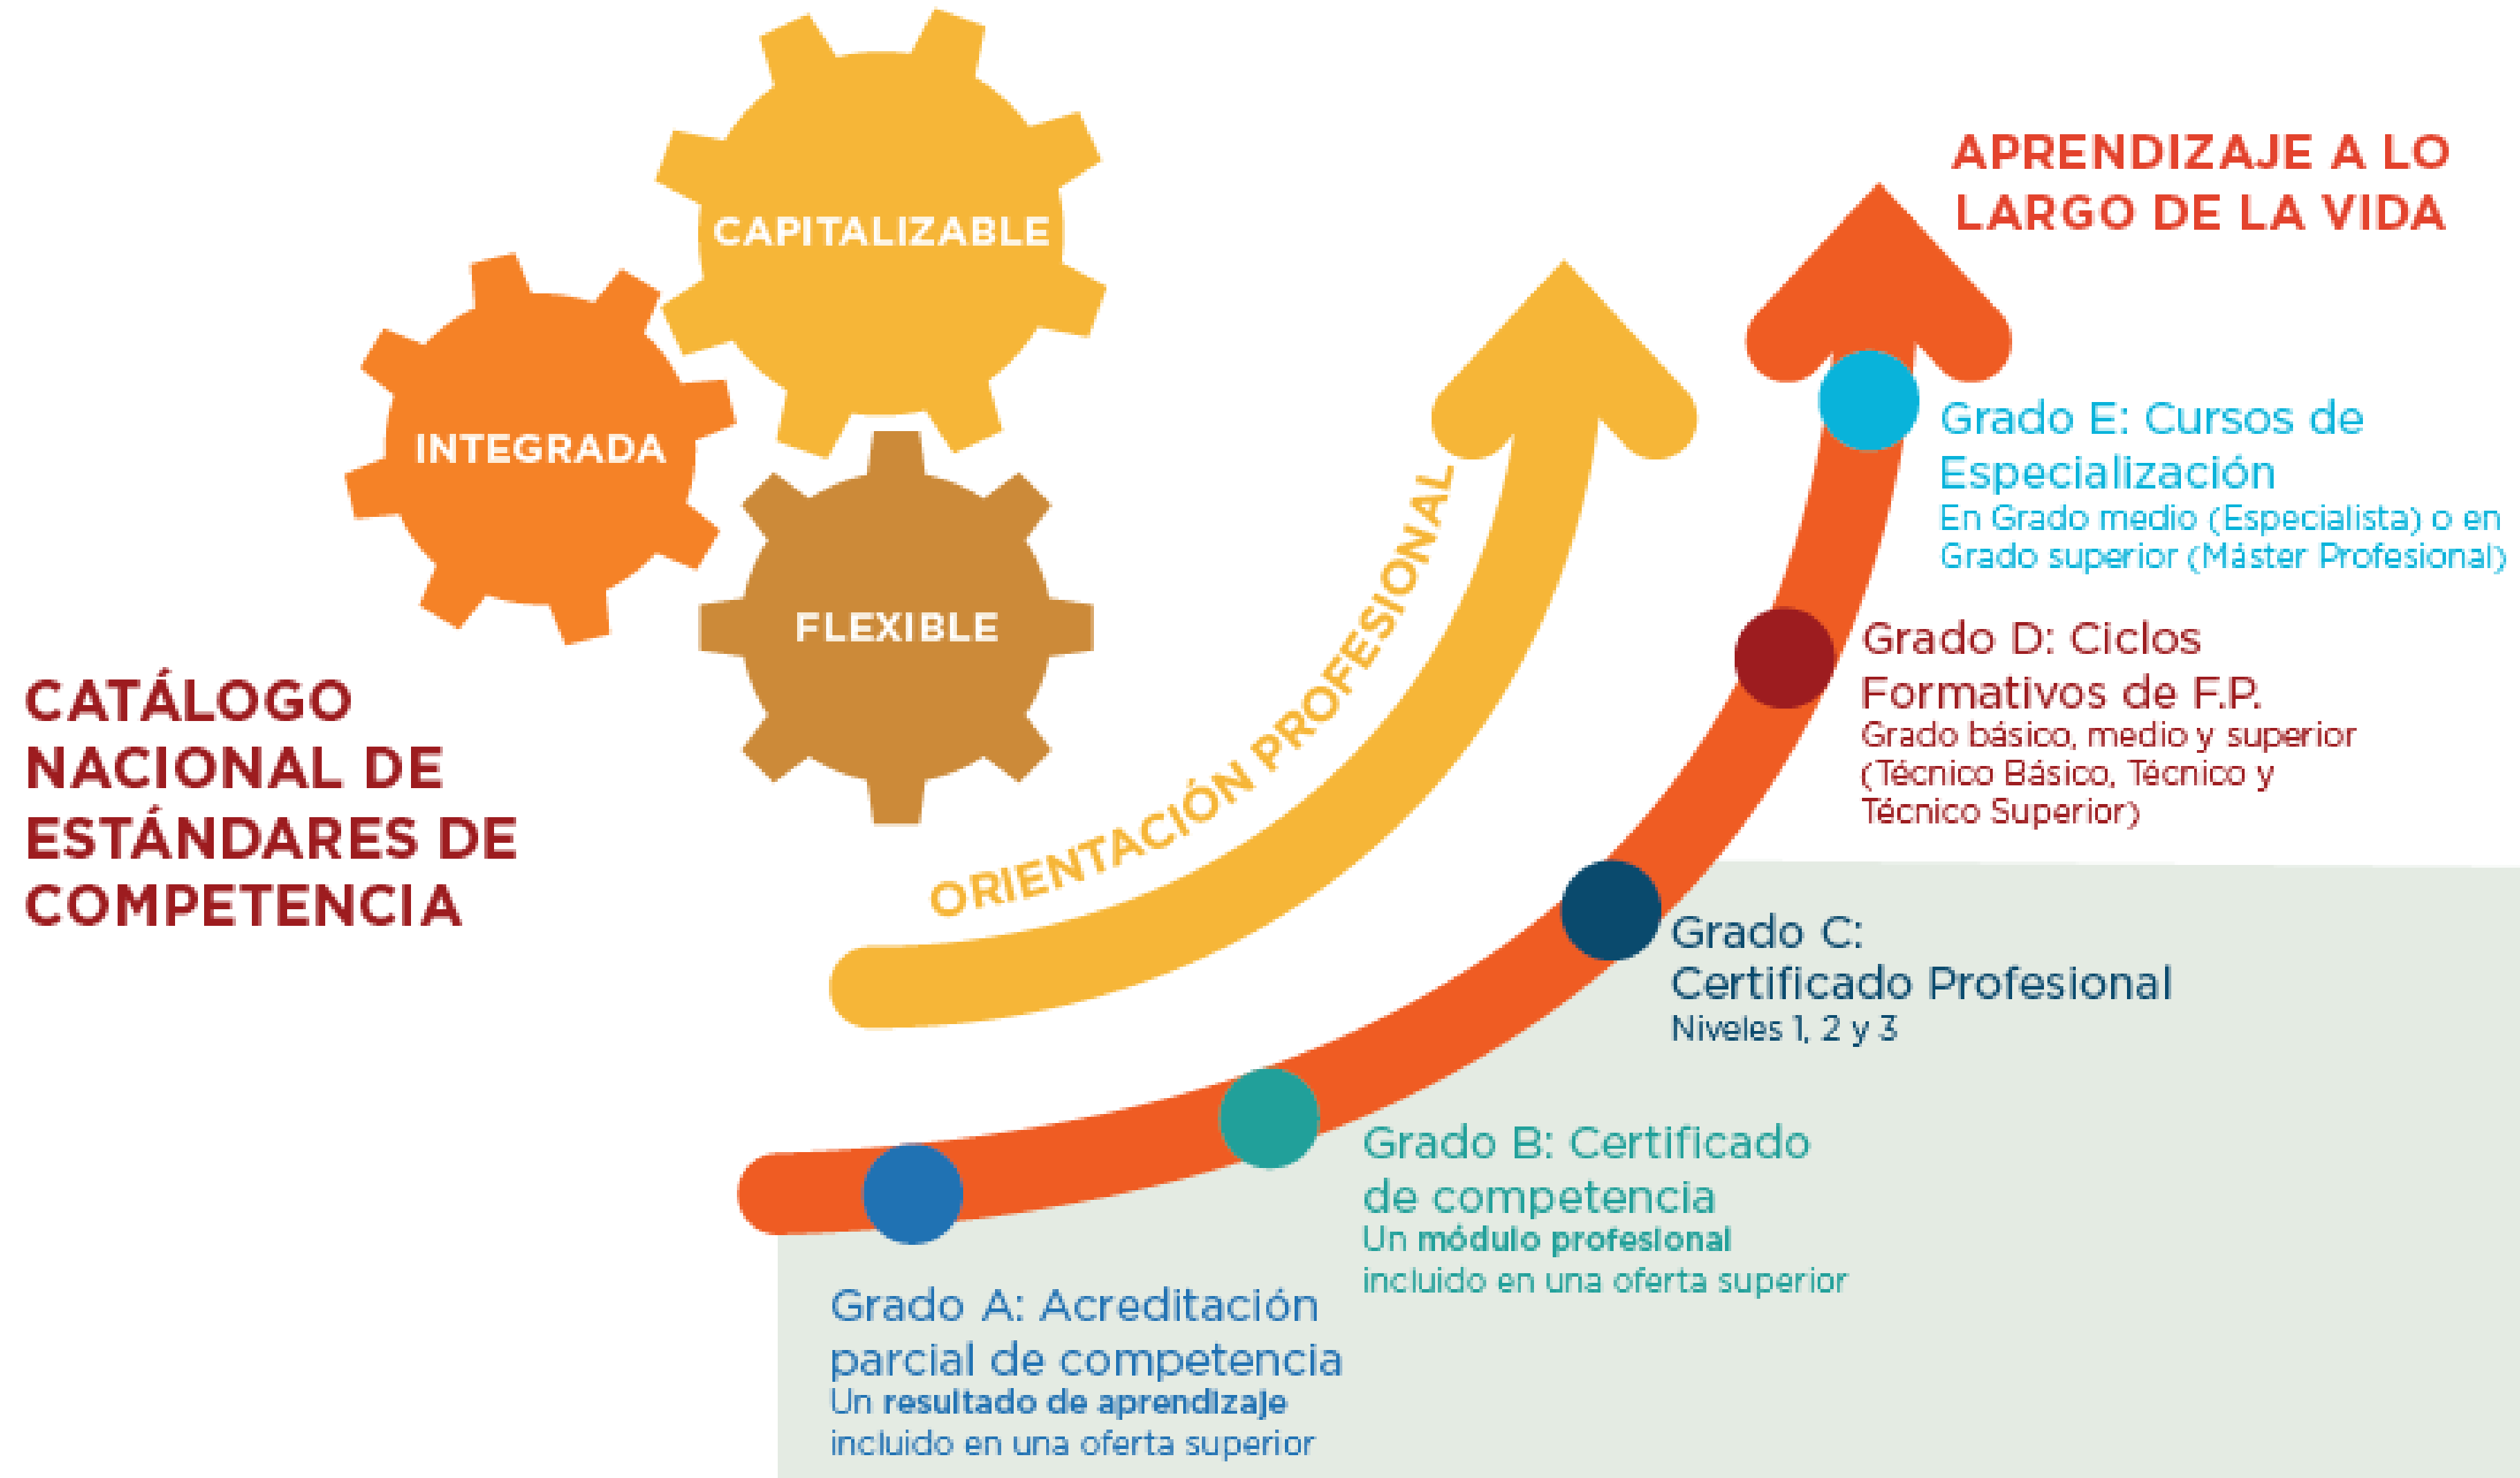 CAPITALIZABLE
INTEGRADA
FLEXIBLE
CATÁLOGO
NACIONAL DE
ESTÁNDARES DE
COMPETENCIA
ORIENTACIÓN PROFESIONAL
APRENDIZAJE A LO
LARGO DE LA VIDA
Grado E: Cursos de
Especialización
En Grado medio (Especialista) o en
Grado superior (Máster Profesional)
Grado D: Ciclos
Formativos de F.P.
Grado básico, medio y superior
(Técnico Básico, Técnico y
Técnico Superior)
Grado C:
Certificado Profesional
Niveles 1, 2 y 3
Grado B: Certificado
de competencia
Un módulo profesional
incluido en una oferta superior
Grado A: Acreditación
parcial de competencia
Un resultado de aprendizaje
incluido en una oferta superior